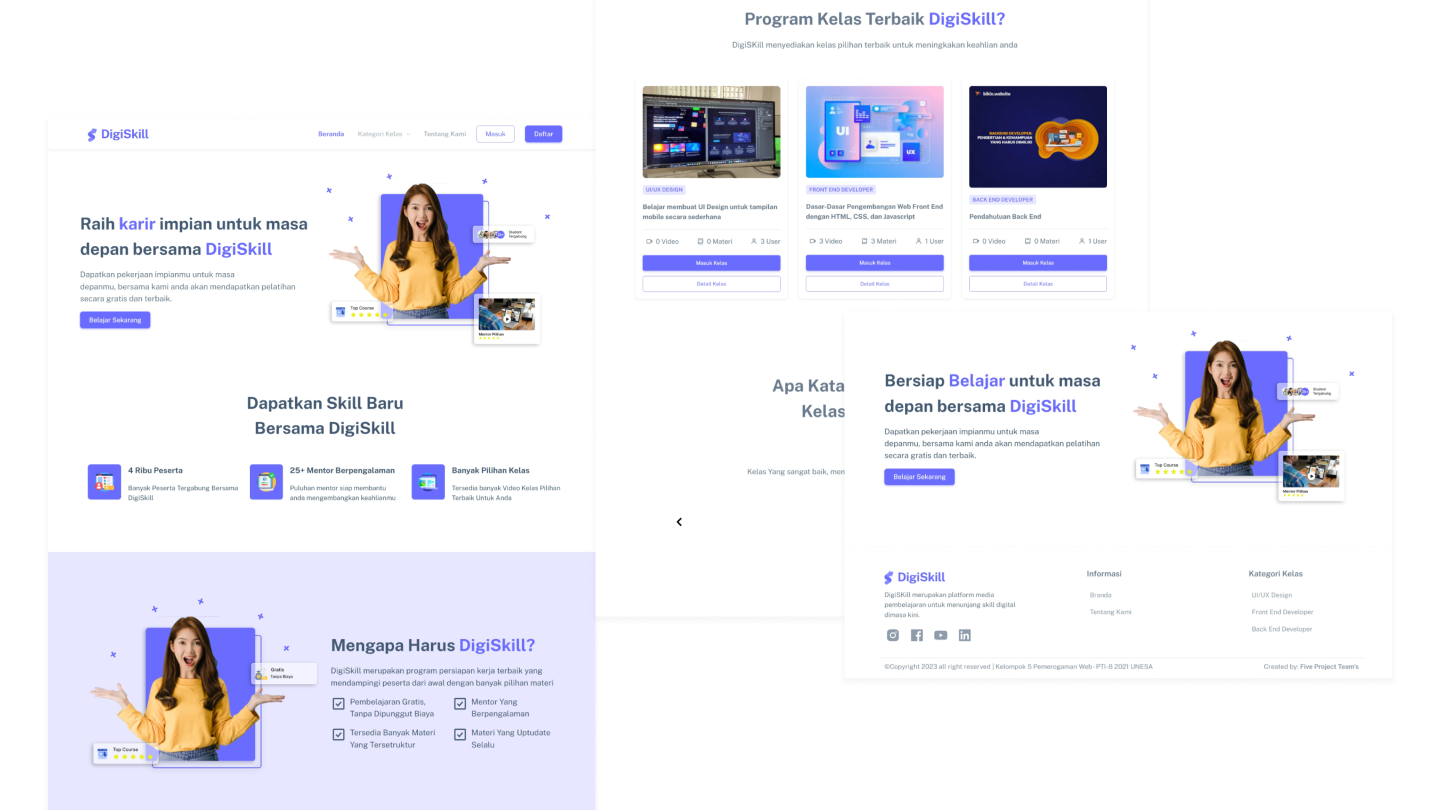 DigiSkill
Beranda
Kategori Kelas
Tentang Kami
Masuk
Daftar
Raih karir impian untuk masa
depan bersama DigiSkill
Dapatkan pekerjaan impianmu untuk masa
depanmu, bersama kami anda akan mendapatkan pelatihan
secara gratis dan terbaik.
Belajar Sekarang
Student
Tergabung
Top Course
Mentor Pilihan
Dapatkan Skill Baru
Bersama DigiSkill
4 Ribu Peserta
Banyak Peserta Tergabung Bersama
DigiSkill
25+ Mentor Berpengalaman
Puluhan mentor siap membantu
anda mengembangkan keahlianmu
Banyak Pilihan Kelas
Tersedia banyak Video Kelas Pilihan
Terbaik Untuk Anda
Gratis
Tanpa Biaya
Top Course
Mengapa Harus DigiSkill?
DigiSkill merupakan program persiapan kerja terbaik yang
mendampingi peserta dari awal dengan banyak pilihan materi
Pembelajaran Gratis,
Tanpa Dipunggut Biaya
Mentor Yang
Berpengalaman
Tersedia Banyak Materi
Yang Tersetruktur
Materi Yang Uptudate
Selalu
Program Kelas Terbaik DigiSkill?
DigiSKill menyediakan kelas pilihan terbaik untuk meningkakan keahlian anda
UI/UX DESIGN
Belajar membuat UI Design untuk tampilan
mobile secara sederhana
0 Video
0 Materi
3 User
Masuk Kelas
Detail Kelas
UI
UX
FRONT END DEVELOPER
Dasar-Dasar Pengembangan Web Front End
dengan HTML, CSS, dan Javascript
3 Video
3 Materi
1 User
Masuk Kelas
Detail Kelas
bikin.website
BACKEND DEVELOPER:
PENGERTIAN & KEMAMPUAN
YANG HARUS DIMILIKI
BACK END DEVELOPER
Pendahuluan Back End
0 Video
0 Materi
1 User
Masuk Kelas
Detail Kelas
Apa Kata
Kelas
Kelas Yang sangat baik, men
Bersiap Belajar untuk masa
depan bersama DigiSkill
Dapatkan pekerjaan impianmu untuk masa
depanmu, bersama kami anda akan mendapatkan pelatihan
secara gratis dan terbaik.
Belajar Sekarang
Student
Tergabung
Top Course
Mentor Pilihan
DigiSkill
DigiSKill merupakan platform media
pembelajaran untuk menunjang skill digital
dimasa kini.
Informasi
Branda
Tentang Kami
Kategori Kelas
UI/UX Design
Front End Developer
Back End Developer
©Copyright 2023 all right reserved | Kelompok 5 Pemerogaman Web - PTI-B 2021 UNESA
Created by: Five Project Team's